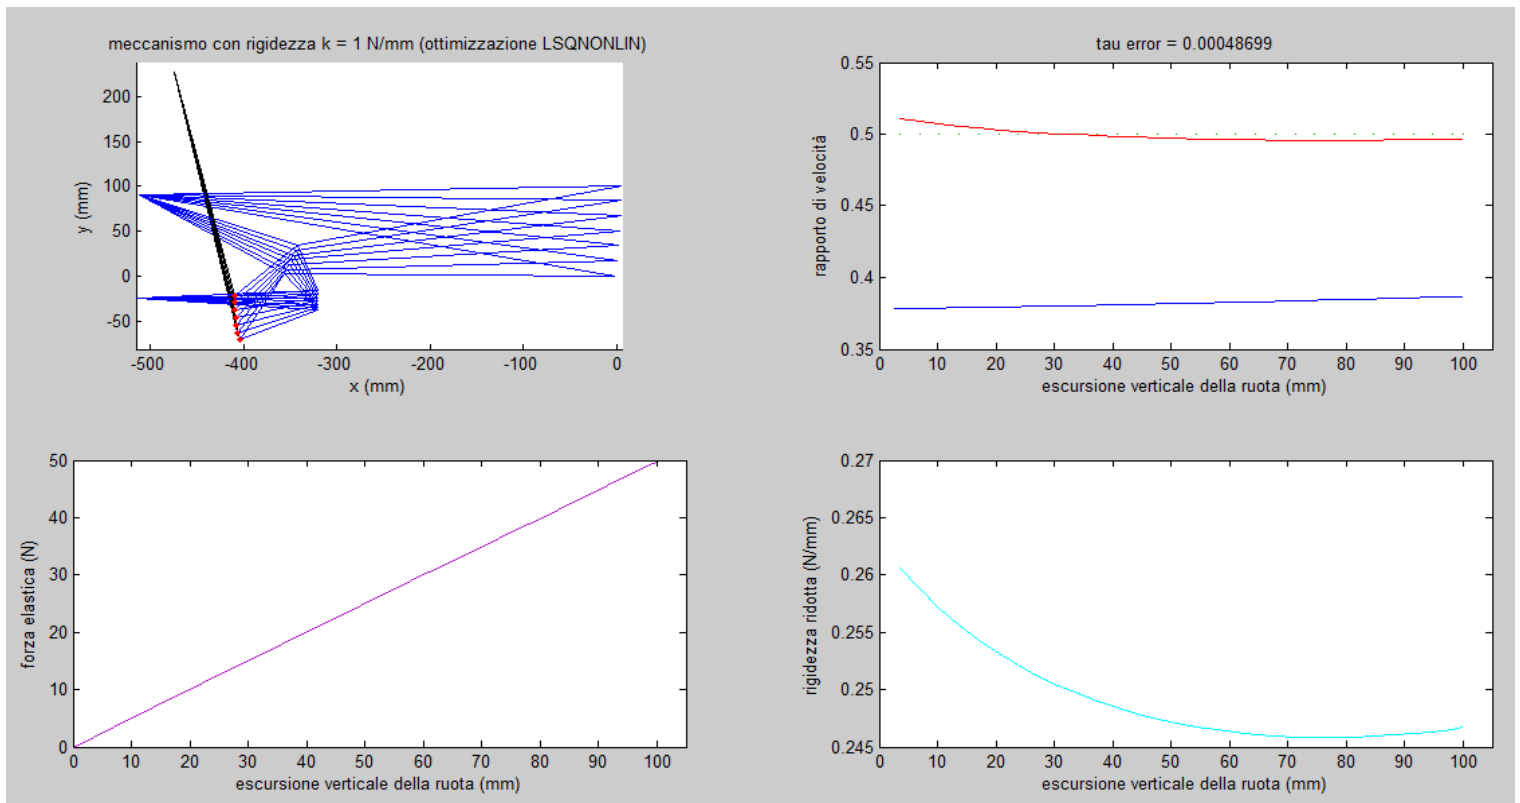 meccanismo con rigidezza k = 1 N/mm (ottimizzazione LSQNONLIN)
200
150
100
50
0
-50
y (mm)
-500 -400 -300 -200 -100 0
x (mm)
tau error = 0.00048699
0.55
0.5
0.45
0.4
0.35
rapporto di velocità
0 10 20 30 40 50 60 70 80 90 100
escursione verticale della ruota (mm)
50
40
30
20
10
0
forza elastica (N)
0 10 20 30 40 50 60 70 80 90 100
escursione verticale della ruota (mm)
0.27
0.265
0.26
0.255
0.25
0.245
rigidezza ridotta (N/mm)
0 10 20 30 40 50 60 70 80 90 100
escursione verticale della ruota (mm)